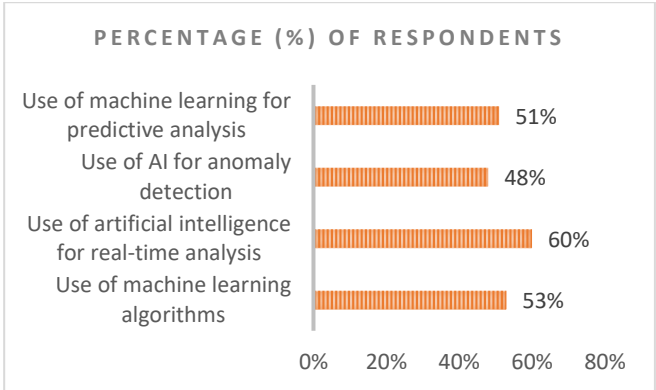 PERCENTAGE (%) OF RESPONDENTS
Use of machine learning for
predictive analysis
51%
Use of AI for anomaly
detection
48%
Use of artificial intelligence
for real-time analysis
60%
Use of machine learning
algorithms
53%
0% 20% 40% 60% 80%